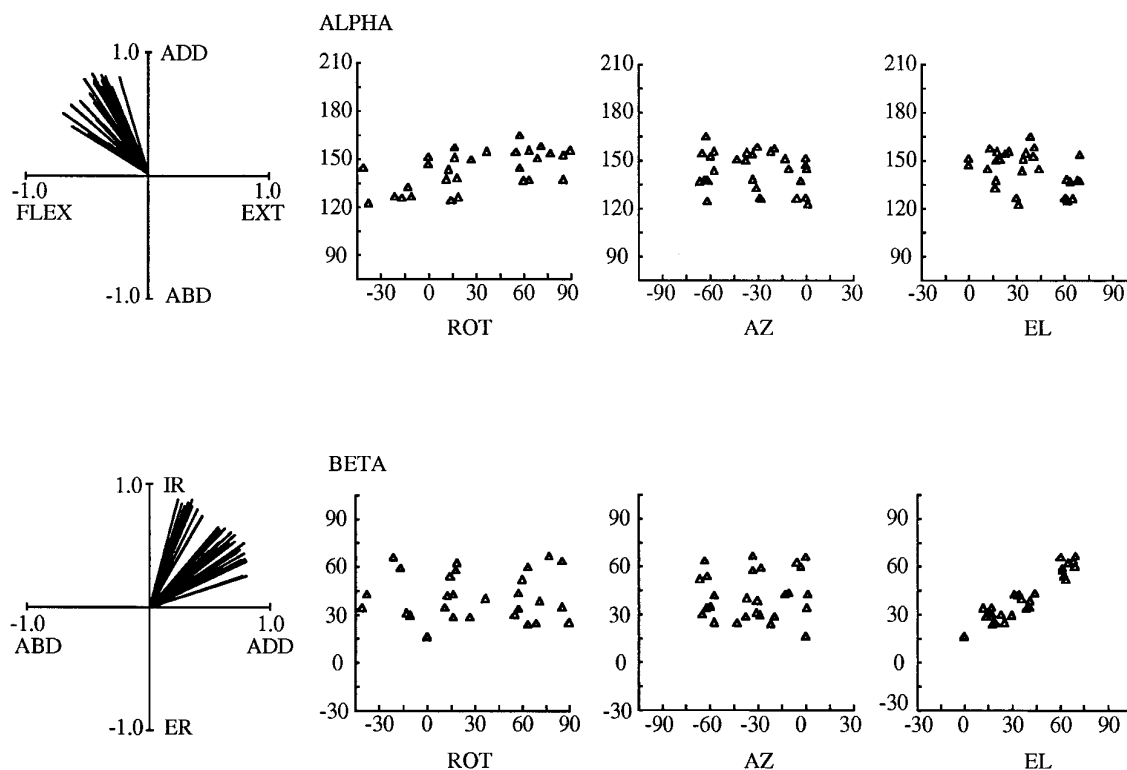 ALPHA
1.0 ADD
-1.0 1.0
FLEX EXT
-1.0 ABD
210
180
150
120
90
-30 0 30 60 90
ROT
210
180
150
120
90
-90 -60 -30 0 30
AZ
210
180
150
120
90
-30 0 30 60 90
EL
BETA
1.0 IR
-1.0 1.0
ABD ADD
-1.0 ER
90
60
30
0
-30
-30 0 30 60 90
ROT
90
60
30
0
-30
-90 -60 -30 0 30
AZ
90
60
30
0
-30
-30 0 30 60 90
EL